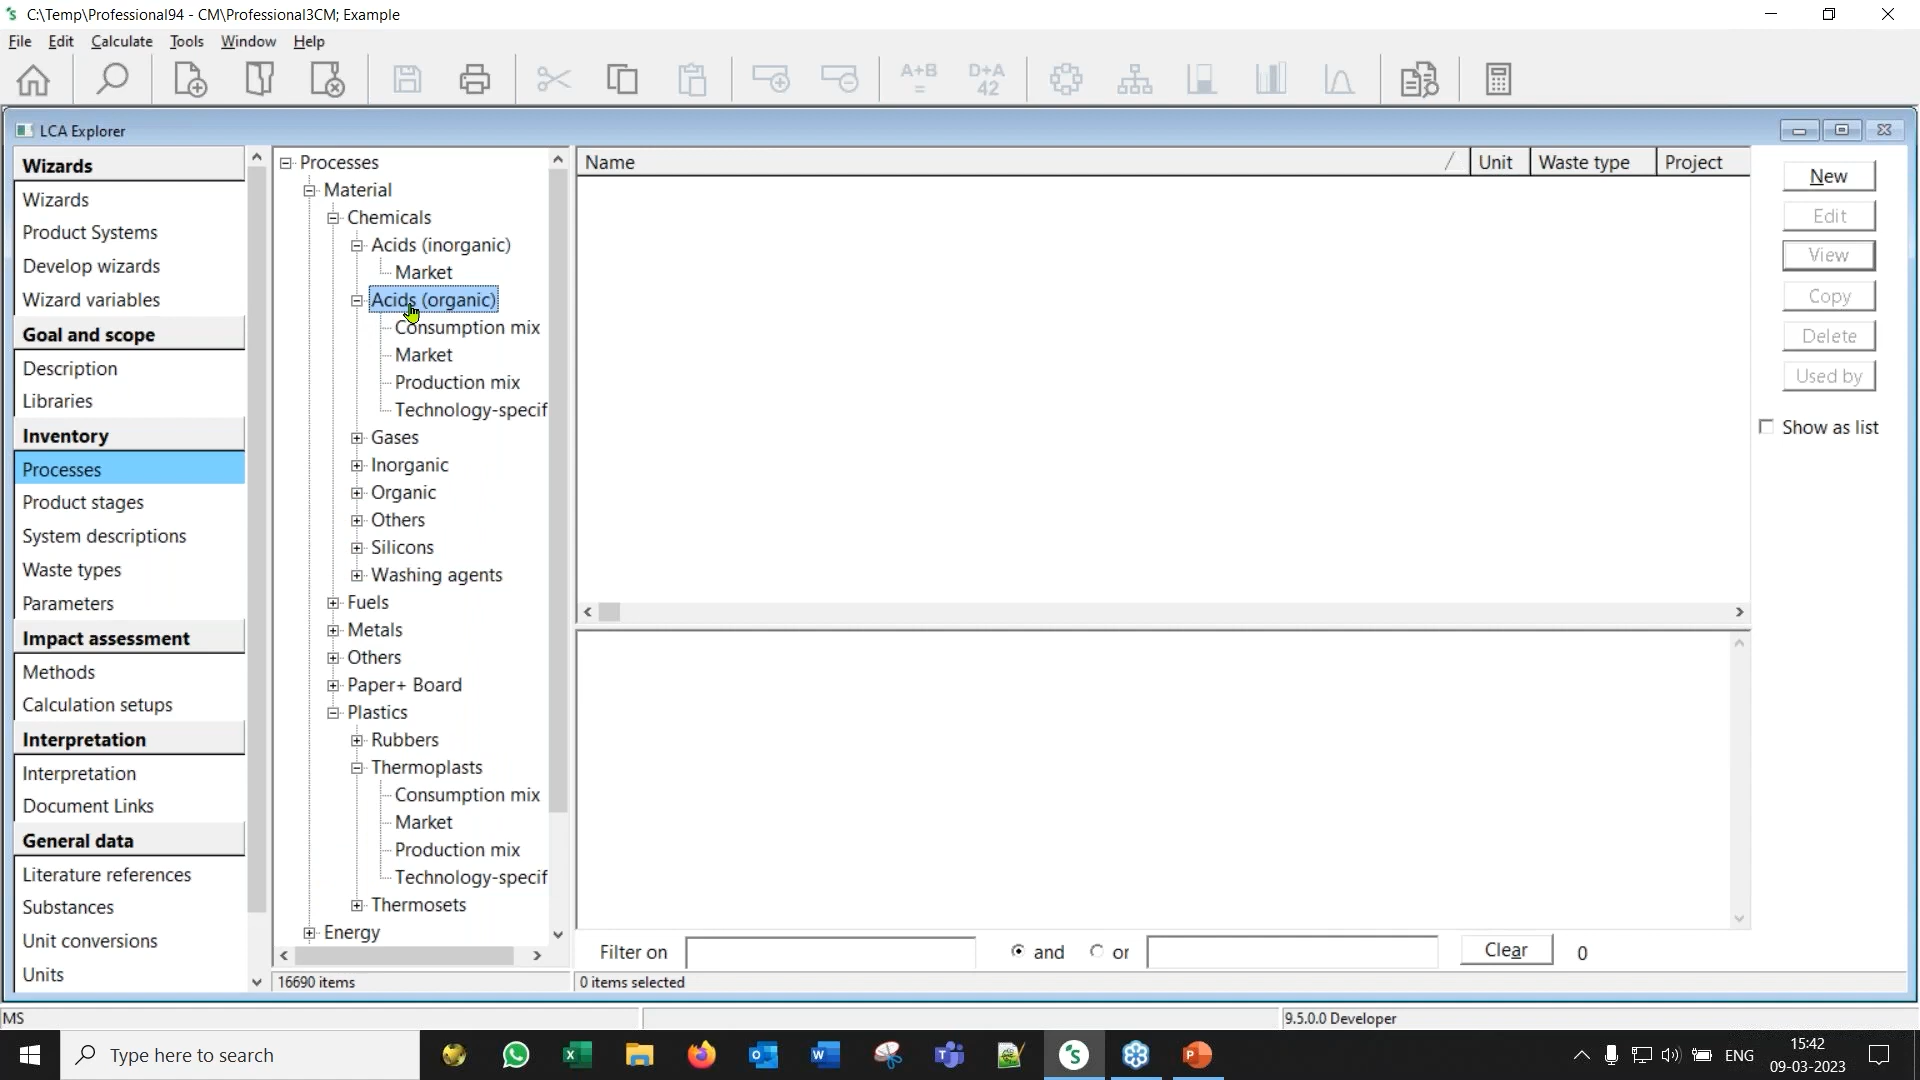 C:\Temp\Professional94 - CM\Professional3CM; Example
File Edit Calculate Tools Window Help
A+B
=
D+A
42
LCA Explorer
Wizards
Wizards
Product Systems
Develop wizards
Wizard variables
Goal and scope
Description
Libraries
Inventory
Processes
Product stages
System descriptions
Waste types
Parameters
Impact assessment
Methods
Calculation setups
Interpretation
Interpretation
Document Links
General data
Literature references
Substances
Unit conversions
Units
Processes
Material
Chemicals
Acids (inorganic)
Market
Acids (organic)
Consumption mix
Market
Production mix
Technology-specif
Gases
Inorganic
Organic
Others
Silicons
Washing agents
Fuels
Metals
Others
Paper+ Board
Plastics
Rubbers
Thermoplasts
Consumption mix
Market
Production mix
Technology-specif
Thermosets
Energy
16690 items
Name Unit Waste type Project
Filter on and or Clear 0
0 items selected
New
Edit
View
Copy
Delete
Used by
Show as list
MS
9.5.0.0 Developer
Type here to search
ENG
15:42
09-03-2023